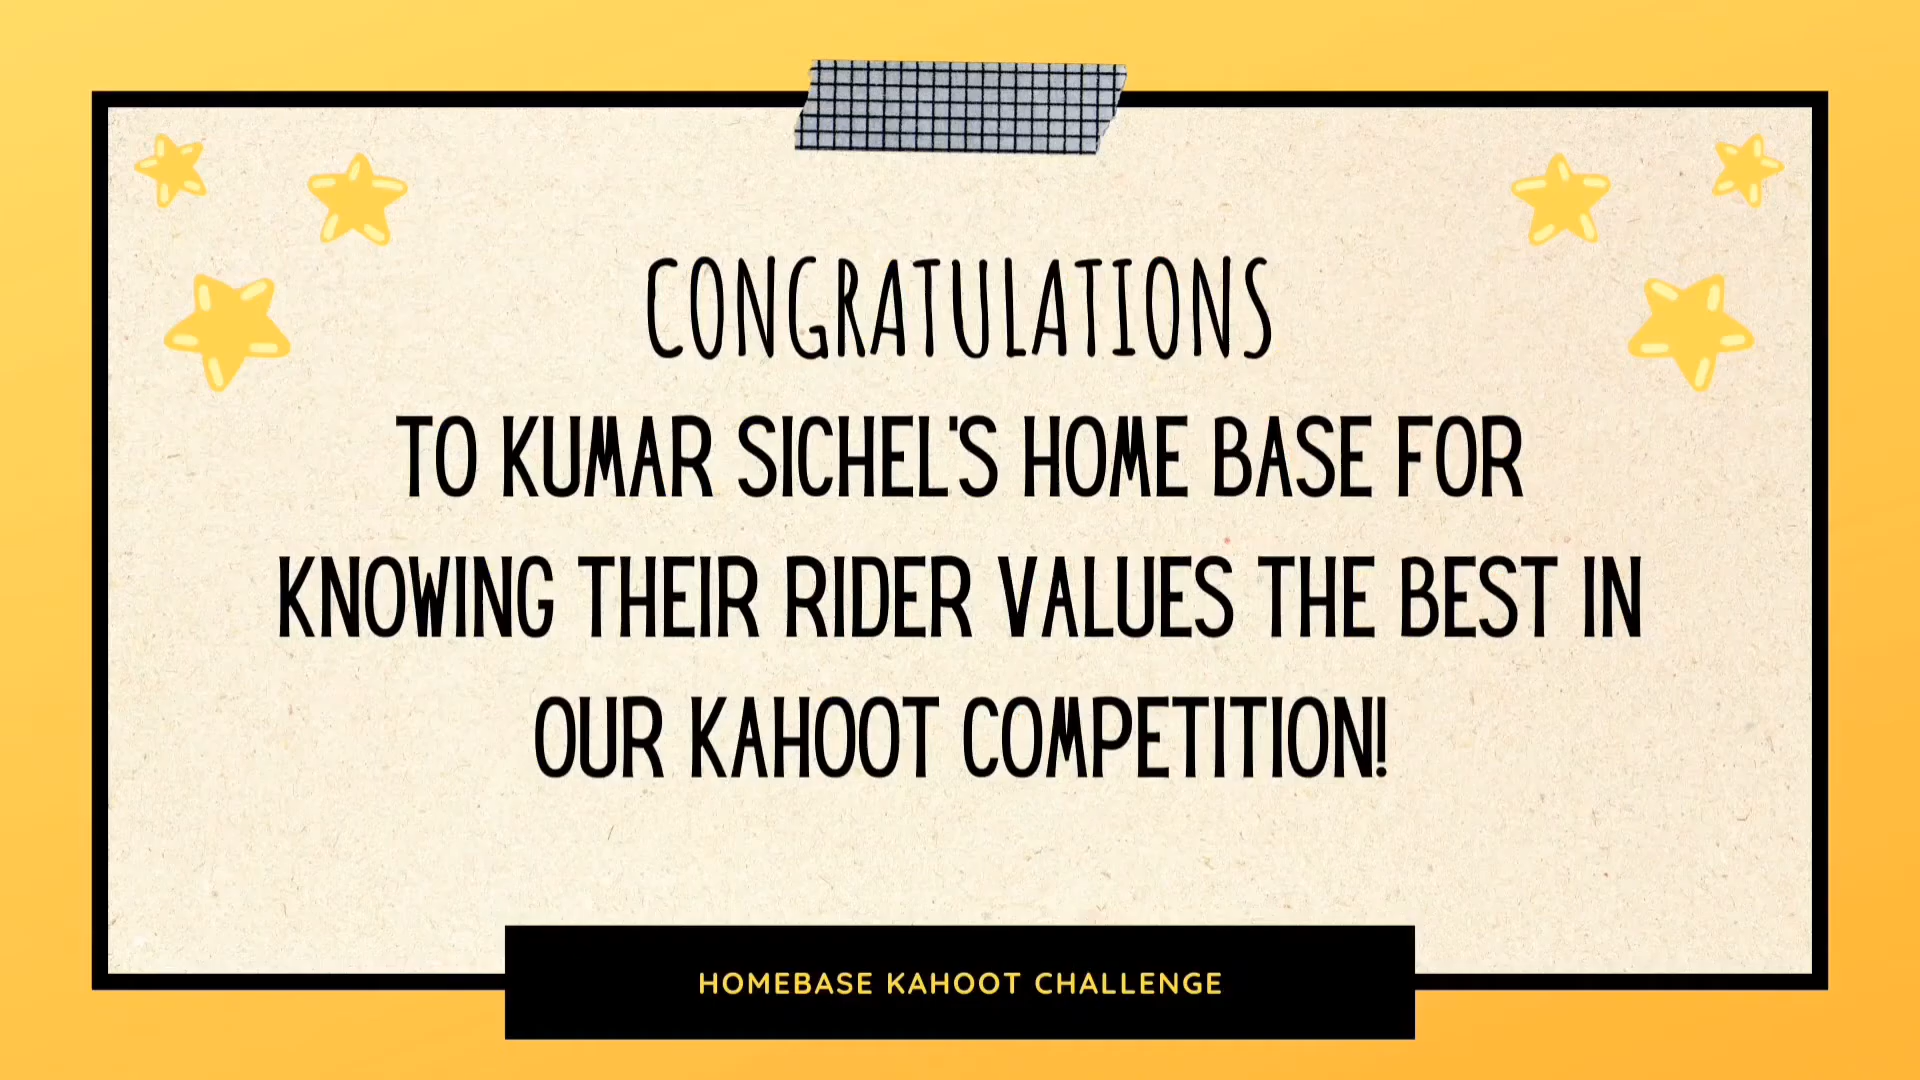 CONGRATULATIONS
TO KUMAR SICHEL'S HOME BASE FOR
KNOWING THEIR RIDER VALUES THE BEST IN
OUR KAHOOT COMPETITION!
HOMEBASE KAHOOT CHALLENGE